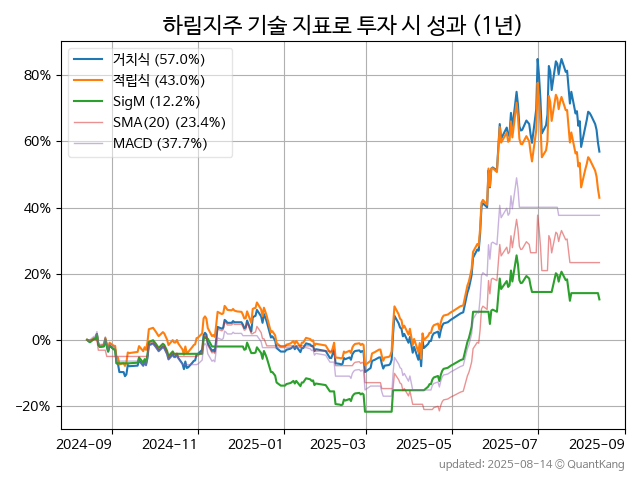 하림지주 기술 지표로 투자 시 성과 (1년)
거치식 (57.0%)
적립식 (43.0%)
SigM (12.2%)
SMA(20) (23.4%)
MACD (37.7%)
80%
60%
40%
20%
0%
−20%
2024-09 2024-11 2025-01 2025-03 2025-05 2025-07 2025-09
updated: 2025-08-14 © QuantKang